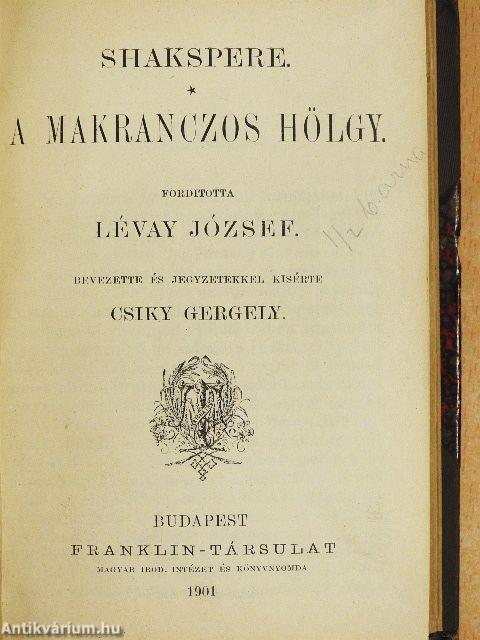 SHAKSPERE.
A MAKRANCZOS HÖLGY.
FORDITOTTA
LÉVAY JÓZSEF.
BEVEZETTE ÉS JEGYZETEKKEL KISÉRTE
CSIKY GERGELY.
BUDAPEST
FRANKLIN-TÁRSULAT
MAGYAR IROD. INTÉZET ÉS KÖNYVNYOMDA
1901
Antikvárium.hu